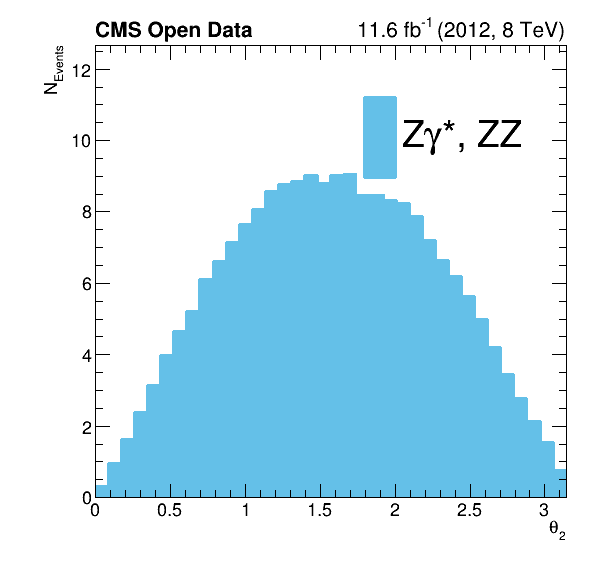 CMS Open Data 11.6 fb⁻¹ (2012, 8 TeV)
N_Events
12
10
8
6
4
2
0
Zγ*, ZZ
0 0.5 1 1.5 2 2.5 3
θ₂